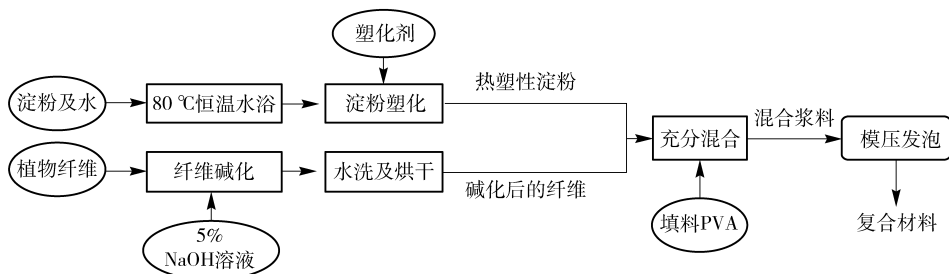 塑化剂
淀粉及水
80 ℃恒温水浴
淀粉塑化
热塑性淀粉
植物纤维
纤维碱化
水洗及烘干
碱化后的纤维
充分混合
混合浆料
模压发泡
5%
NaOH溶液
填料PVA
复合材料